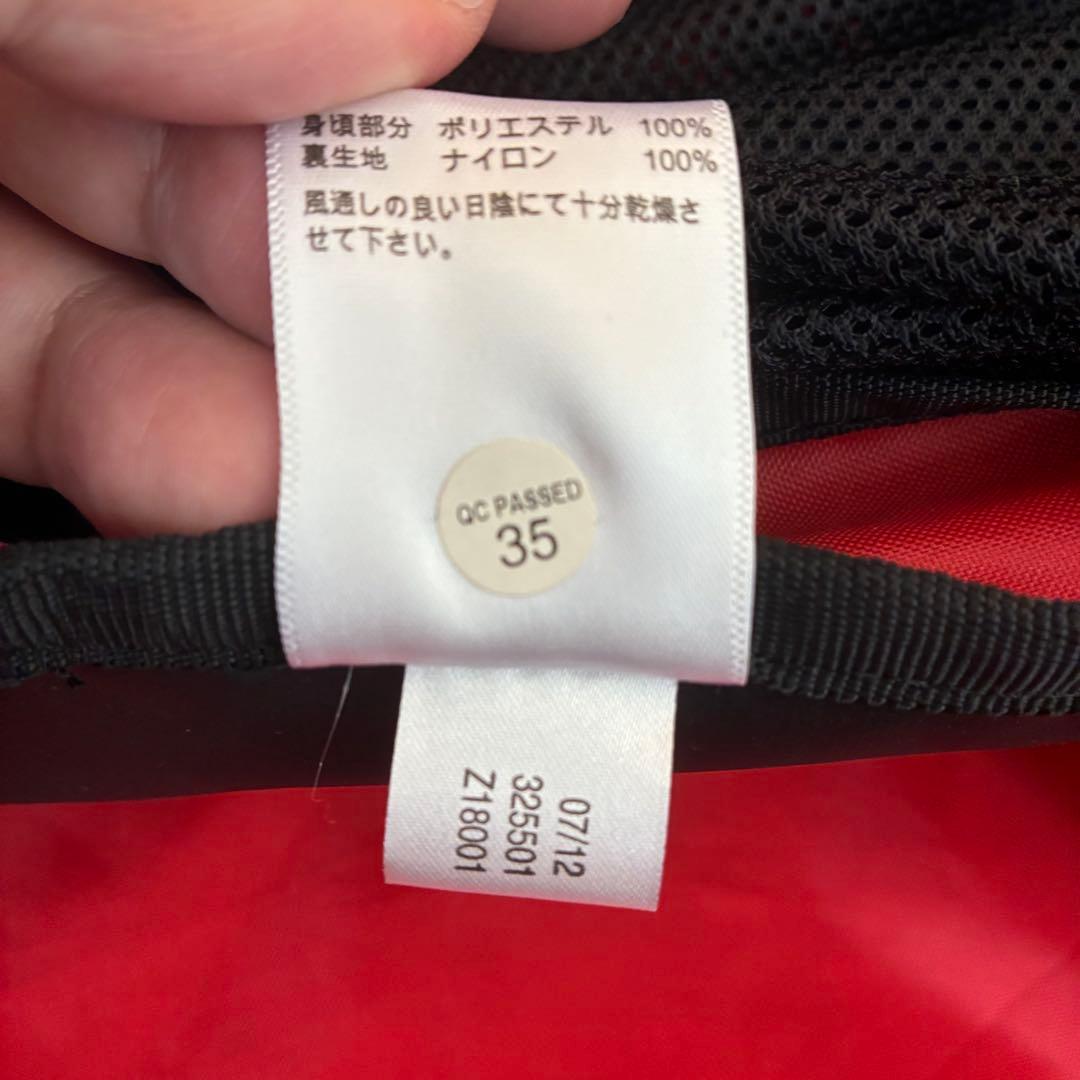 身頃部分 ポリエステル 100%
裏生地 ナイロン 100%
風通しの良い日陰にて十分乾燥さ
せて下さい。
QC PASSED
35
07/12
325501
Z18001